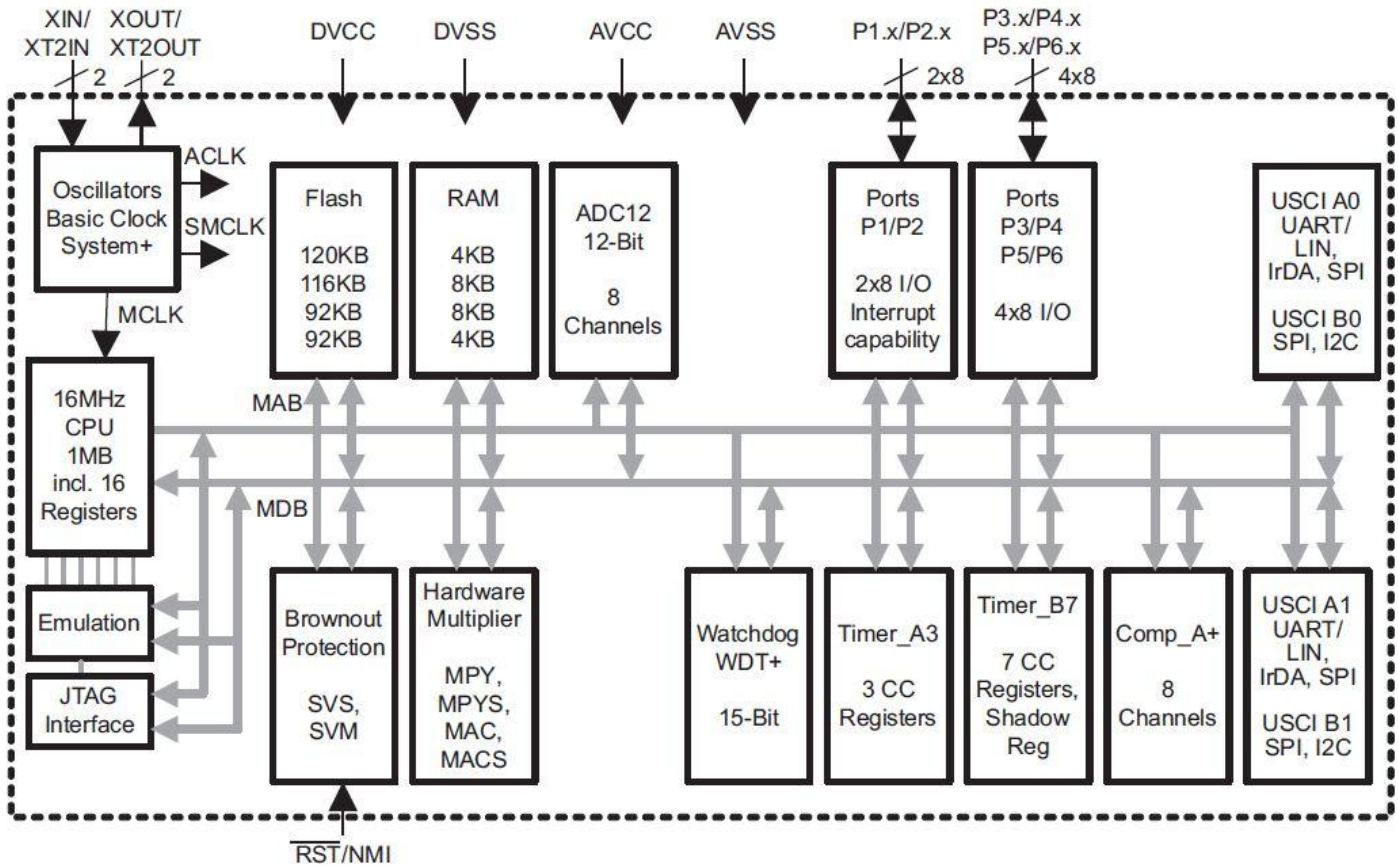 XIN/
XT2IN
XOUT/
XT2OUT
2
2
DVCC
DVSS
AVCC
AVSS
P1.x/P2.x
2x8
P3.x/P4.x
P5.x/P6.x
4x8
Oscillators
Basic Clock
System+
ACLK
SMCLK
MCLK
Flash
120KB
116KB
92KB
92KB
RAM
4KB
8KB
8KB
4KB
ADC12
12-Bit
8
Channels
Ports
P1/P2
2x8 I/O
Interrupt
capability
Ports
P3/P4
P5/P6
4x8 I/O
USCI A0
UART/
LIN,
IrDA, SPI
USCI B0
SPI, I2C
16MHz
CPU
1MB
incl. 16
Registers
MAB
MDB
Emulation
JTAG
Interface
Brownout
Protection
SVS,
SVM
Hardware
Multiplier
MPY,
MPYS,
MAC,
MACS
Watchdog
WDT+
15-Bit
Timer_A3
3 CC
Registers
Timer_B7
7 CC
Registers,
Shadow
Reg
Comp_A+
8
Channels
USCI A1
UART/
LIN,
IrDA, SPI
USCI B1
SPI, I2C
RST/NMI